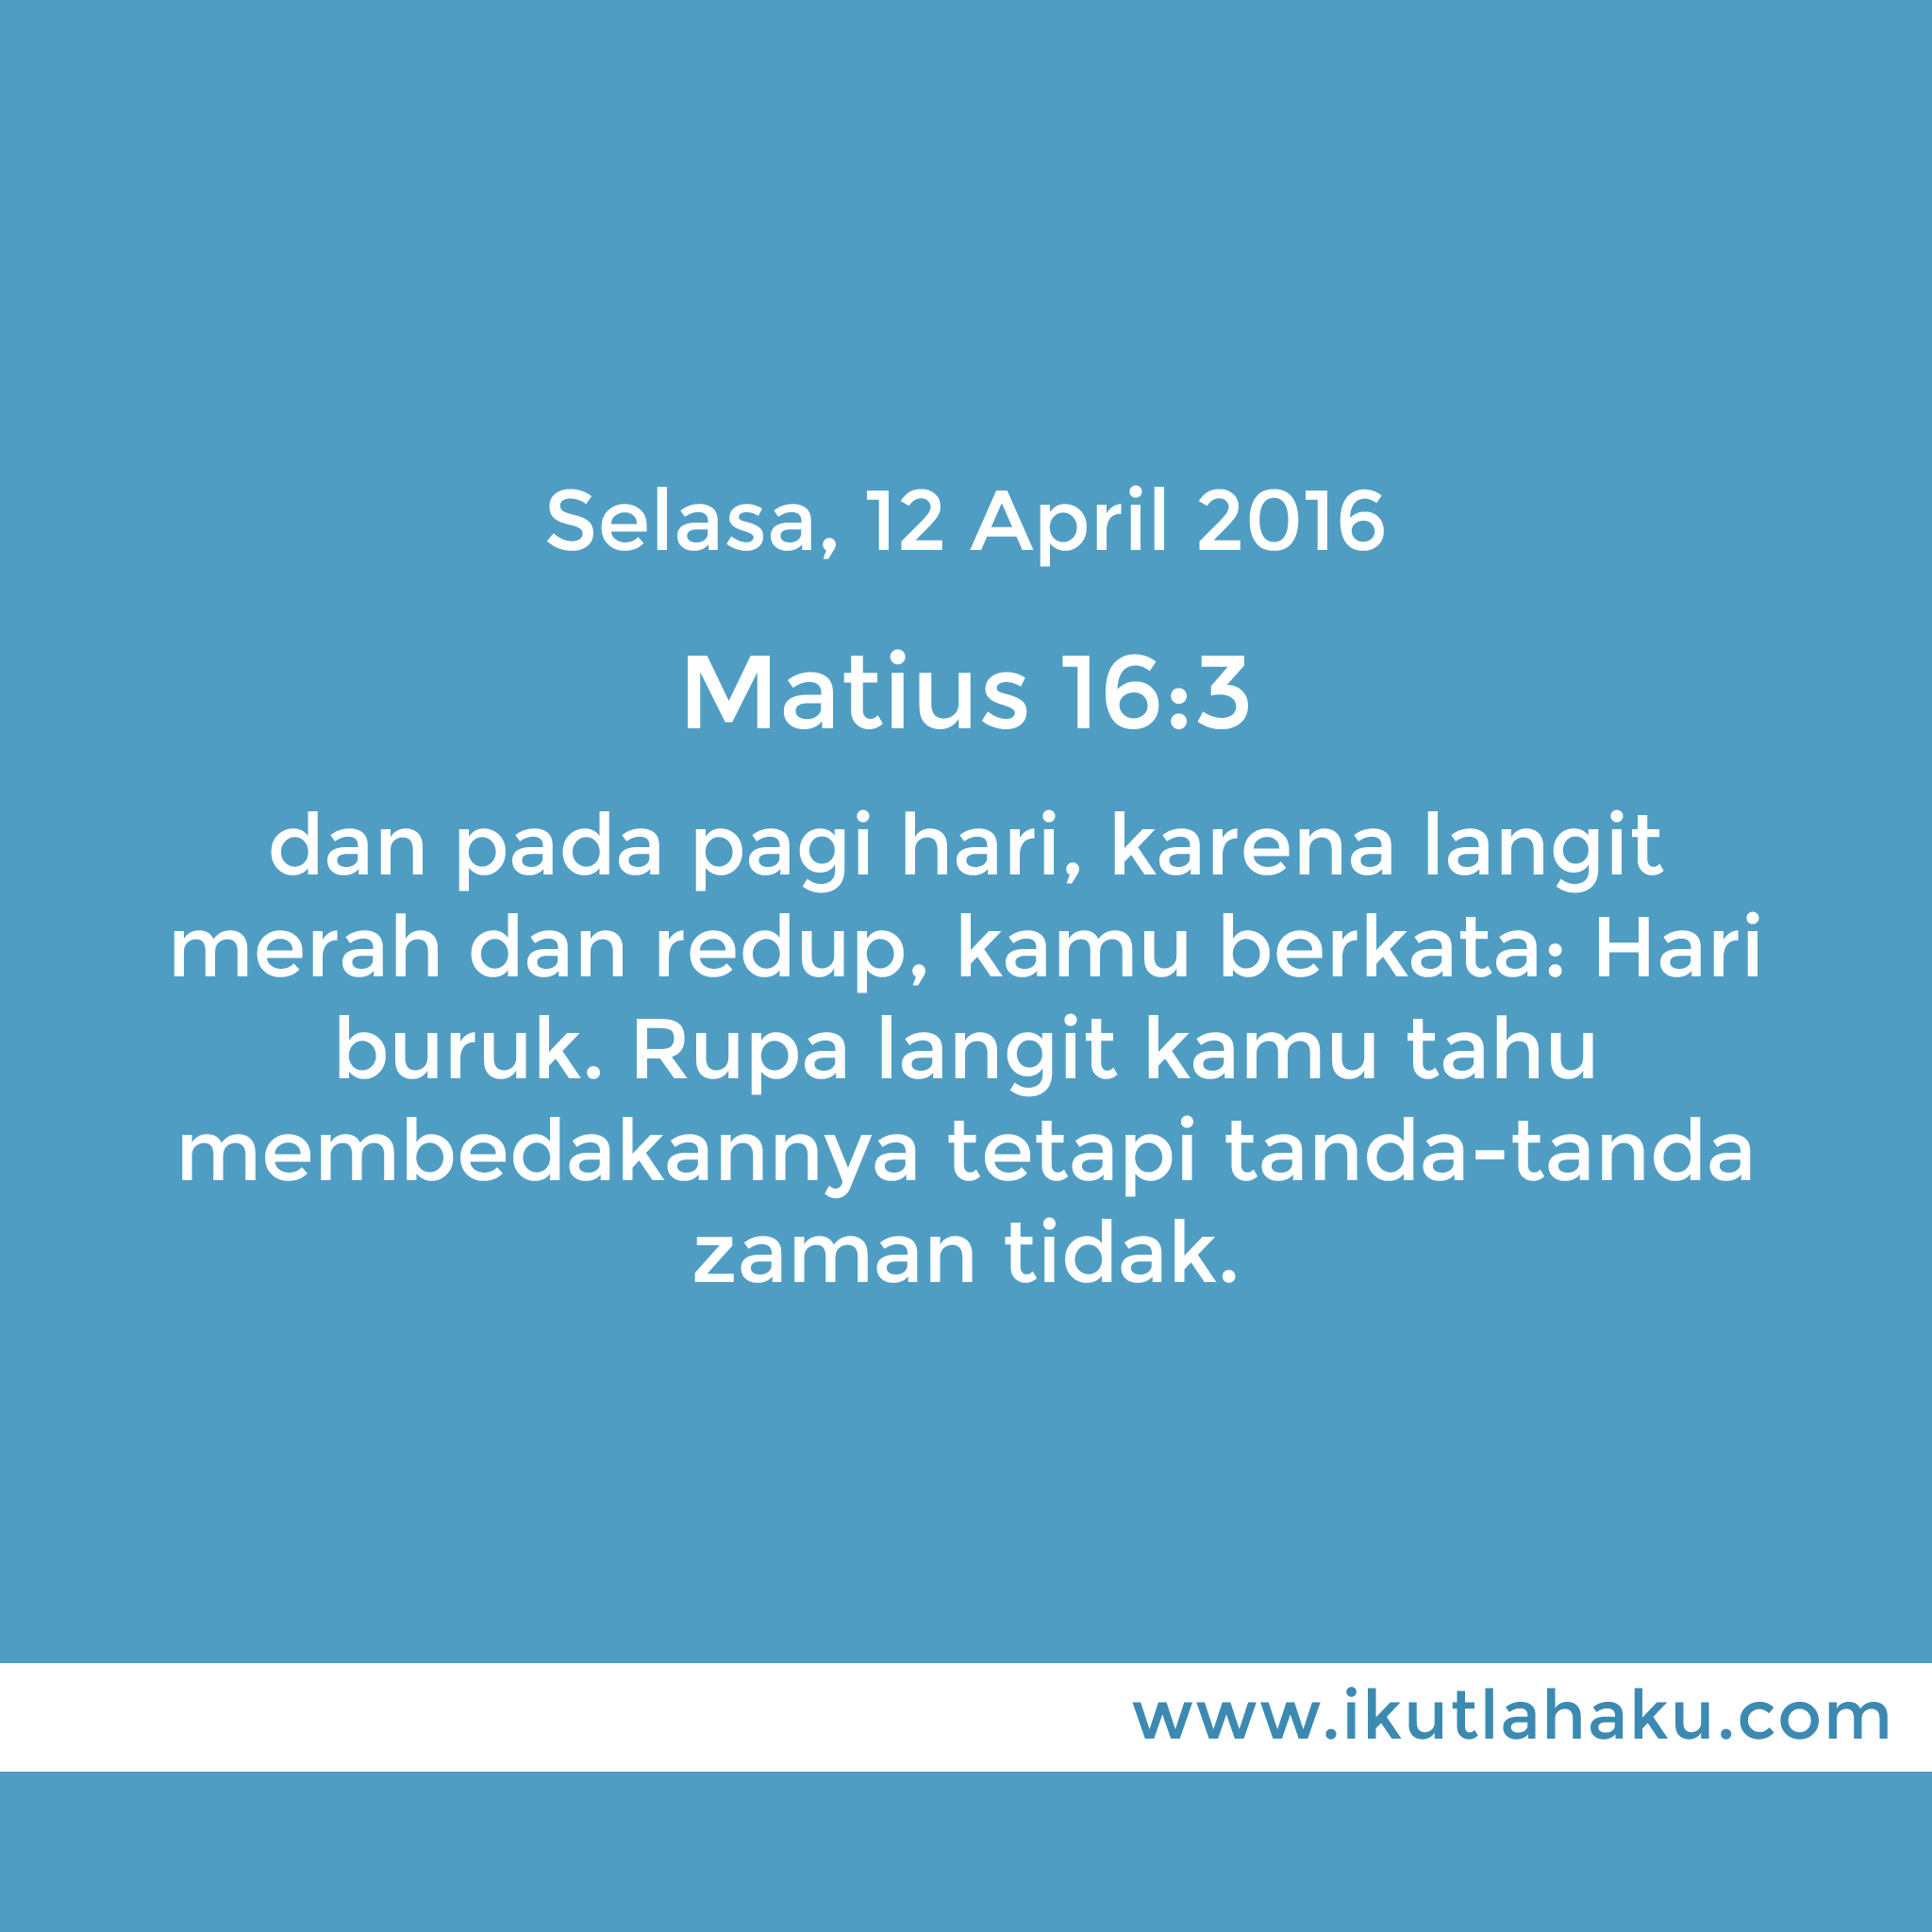 Selasa, 12 April 2016
Matius 16:3
dan pada pagi hari, karena langit
merah dan redup, kamu berkata: Hari
buruk. Rupa langit kamu tahu
membedakannya tetapi tanda-tanda
zaman tidak.
www.ikutlahaku.com